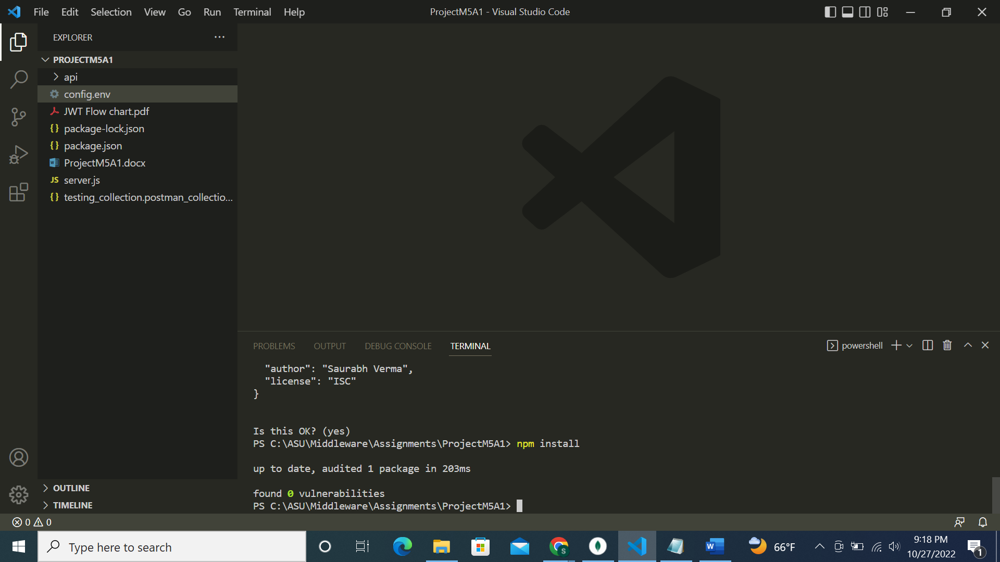 File Edit Selection View Go Run Terminal Help
ProjectM5A1 - Visual Studio Code
EXPLORER
PROJECTM5A1
api
config.env
JWT Flow chart.pdf
package-lock.json
package.json
ProjectM5A1.docx
JS server.js
testing_collection.postman_collectio...
OUTLINE
TIMELINE
PROBLEMS OUTPUT DEBUG CONSOLE TERMINAL
powershell
"author": "Saurabh Verma",
"license": "ISC"
}
Is this OK? (yes)
PS C:\ASU\Middleware\Assignments\ProjectM5A1> npm install
up to date, audited 1 package in 203ms
found 0 vulnerabilities
PS C:\ASU\Middleware\Assignments\ProjectM5A1>
0 0
Type here to search
S
W
66°F
9:18 PM
10/27/2022
1